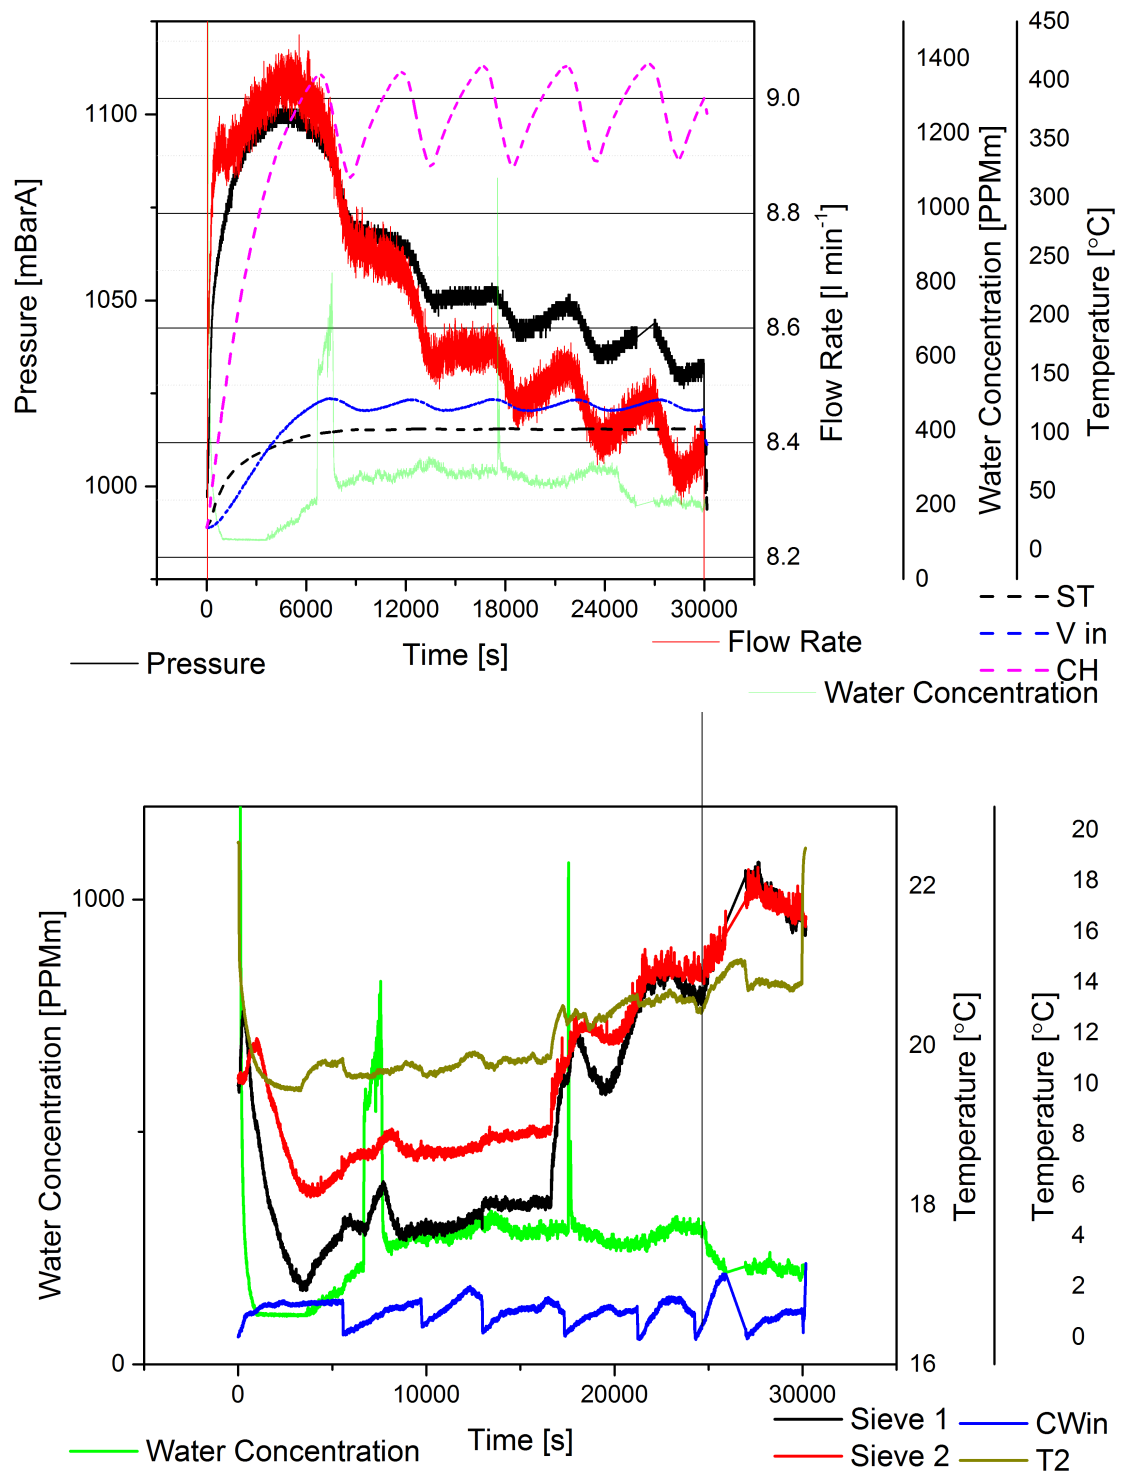 1100
1050
1000
Pressure [mBarA]
9.0
8.8
8.6
8.4
8.2
Flow Rate [l min-1]
1400
1200
1000
800
600
400
200
0
Water Concentration [PPMm]
450
400
350
300
250
200
150
100
50
0
Temperature [°C]
0 6000 12000 18000 24000 30000
Time [s]
Pressure
Flow Rate
Water Concentration
ST
V in
CH
1000
0
Water Concentration [PPMm]
22
20
18
16
Temperature [°C]
20
18
16
14
12
10
8
6
4
2
0
Temperature [°C]
0 10000 20000 30000
Time [s]
Water Concentration
Sieve 1
Sieve 2
CWin
T2